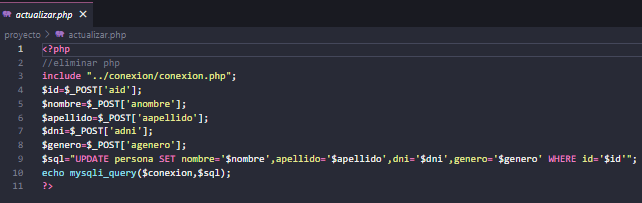 actualizar.php ×
proyecto > actualizar.php
1 <?php
2 //eliminar php
3 include "../conexion/conexion.php";
4 $id=$_POST['aid'];
5 $nombre=$_POST['anombre'];
6 $apellido=$_POST['aapellido'];
7 $dni=$_POST['adni'];
8 $genero=$_POST['agenero'];
9 $sql="UPDATE persona SET nombre='$nombre',apellido='$apellido',dni='$dni',genero='$genero' WHERE id='$id'";
10 echo mysqli_query($conexion,$sql);
11 ?>